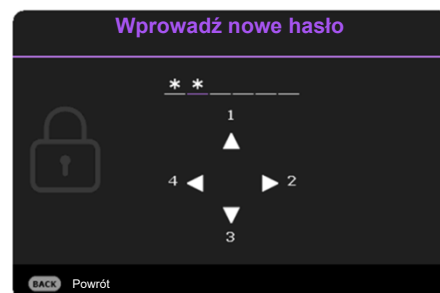 Wprowadź nowe hasło
* * _ _ _ _
1
4 2
3
BACK Powrót